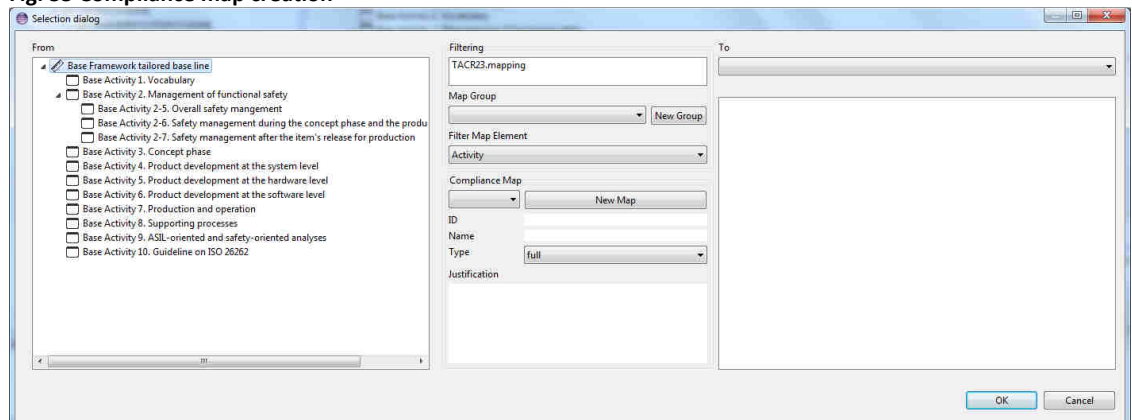 Selection dialog
From
Base Framework tailored base line
Base Activity 1. Vocabulary
Base Activity 2. Management of functional safety
Base Activity 2-5. Overall safety mangement
Base Activity 2-6. Safety management during the concept phase and the produ
Base Activity 2-7. Safety management after the item's release for production
Base Activity 3. Concept phase
Base Activity 4. Product development at the system level
Base Activity 5. Product development at the hardware level
Base Activity 6. Product development at the software level
Base Activity 7. Production and operation
Base Activity 8. Supporting processes
Base Activity 9. ASIL-oriented and safety-oriented analyses
Base Activity 10. Guideline on ISO 26262
Filtering
TACR23.mapping
Map Group
New Group
Filter Map Element
Activity
Compliance Map
New Map
ID
Name
Type
full
Justification
To
OK
Cancel